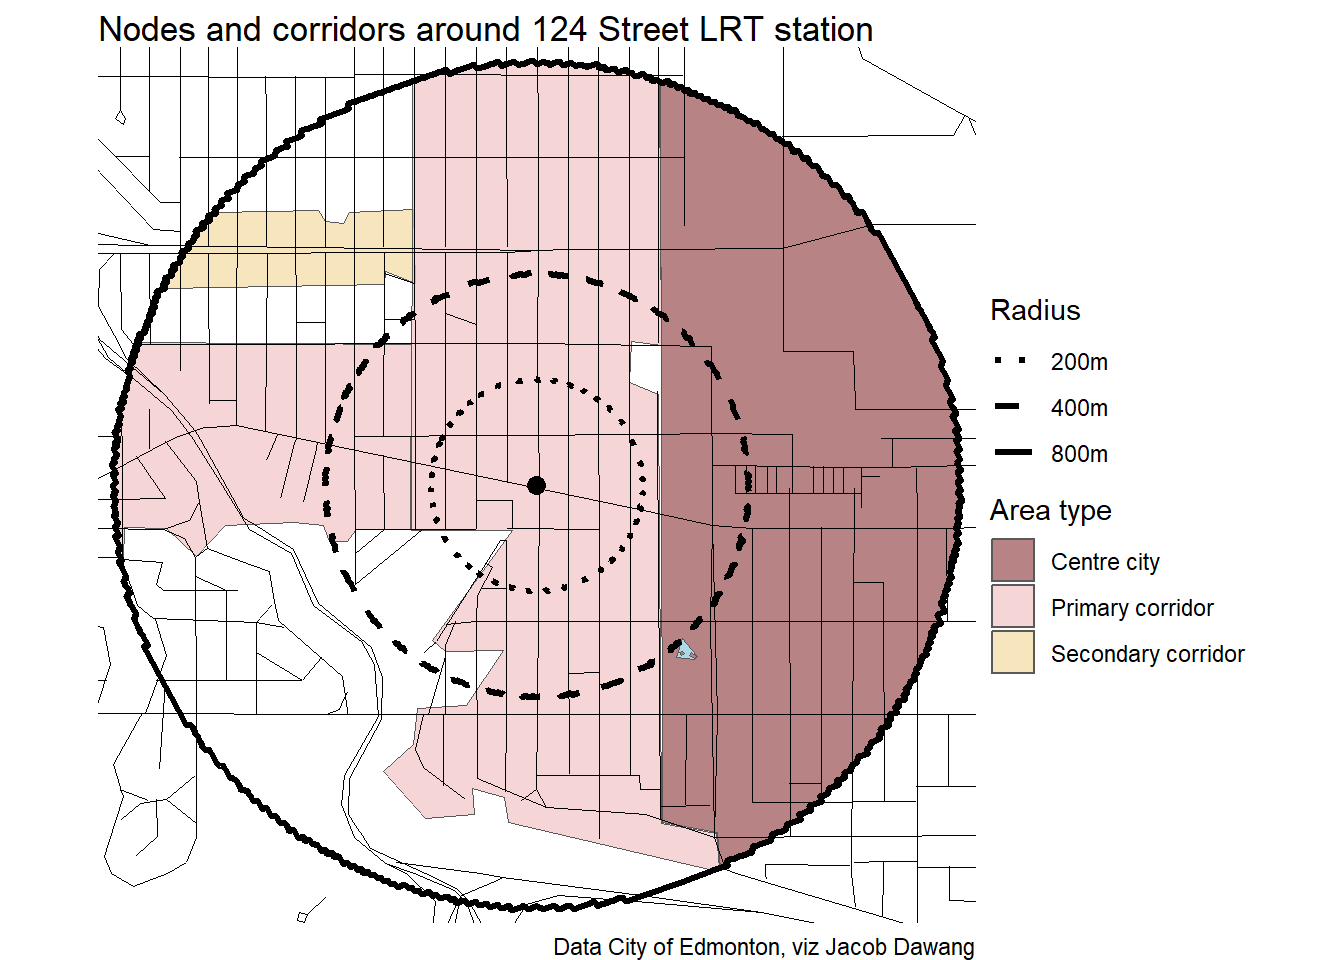 Nodes and corridors around 124 Street LRT station
Radius
200m
400m
800m
Area type
Centre city
Primary corridor
Secondary corridor
Data City of Edmonton, viz Jacob Dawang